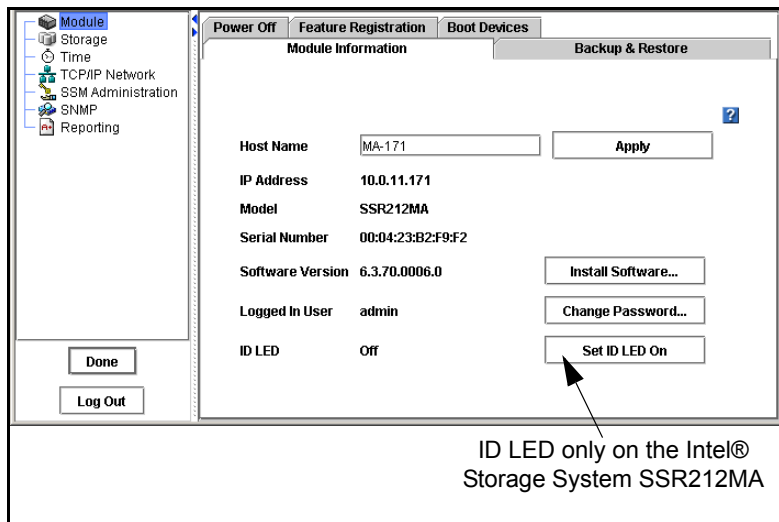 Module
Storage
Time
TCP/IP Network
SSM Administration
SNMP
Reporting
Done
Log Out
Power Off Feature Registration Boot Devices
Module Information Backup & Restore
?
Host Name MA-171 Apply
IP Address 10.0.11.171
Model SSR212MA
Serial Number 00:04:23:B2:F9:F2
Software Version 6.3.70.0006.0 Install Software...
Logged In User admin Change Password...
ID LED Off Set ID LED On
ID LED only on the Intel®
Storage System SSR212MA